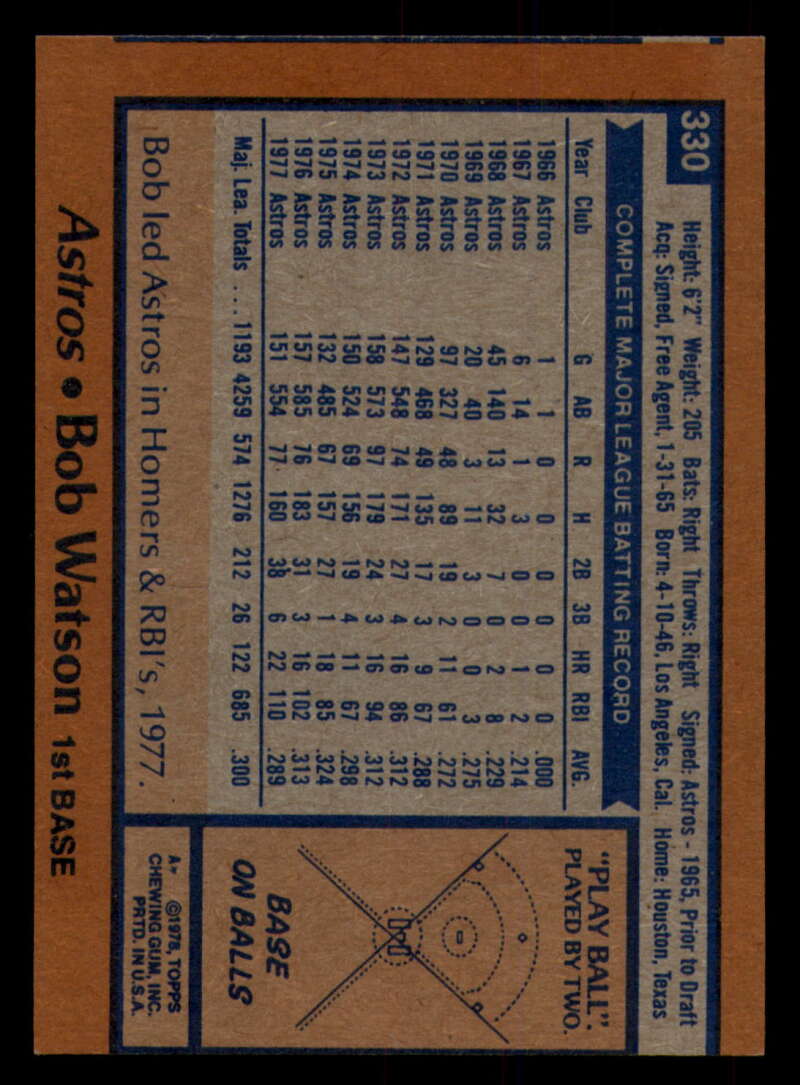 330
Height: 6'2" Weight: 205 Bats: Right Throws: Right Signed: Astros - 1965, Prior to Draft
Acq: Signed, Free Agent, 1-31-65 Born: 4-10-46, Los Angeles, Cal. Home: Houston, Texas
COMPLETE MAJOR LEAGUE BATTING RECORD
Year Club G AB R H 2B 3B HR RBI AVG.
1966 Astros 1 1 0 0 0 0 0 0 .000
1967 Astros 6 14 1 3 0 0 1 2 .214
1968 Astros 45 140 13 32 7 0 2 8 .229
1969 Astros 20 40 3 11 3 0 0 3 .275
1970 Astros 97 327 48 89 19 2 11 61 .272
1971 Astros 129 468 49 135 17 3 9 67 .288
1972 Astros 147 548 74 171 27 4 16 86 .312
1973 Astros 158 573 97 179 24 3 16 94 .312
1974 Astros 150 524 69 156 19 4 11 67 .298
1975 Astros 132 485 67 157 27 1 18 85 .324
1976 Astros 157 585 76 183 31 3 16 102 .313
1977 Astros 151 554 77 160 38 6 22 110 .289
Maj. Lea. Totals ... 1193 4259 574 1276 212 26 122 685 .300
Bob led Astros in Homers & RBI's, 1977.
"PLAY BALL".
PLAYED BY TWO.
BASE
ON BALLS
A* ©1978, TOPPS
CHEWING GUM, INC.
PRTD. IN U.S.A.
Astros • Bob Watson 1st BASE